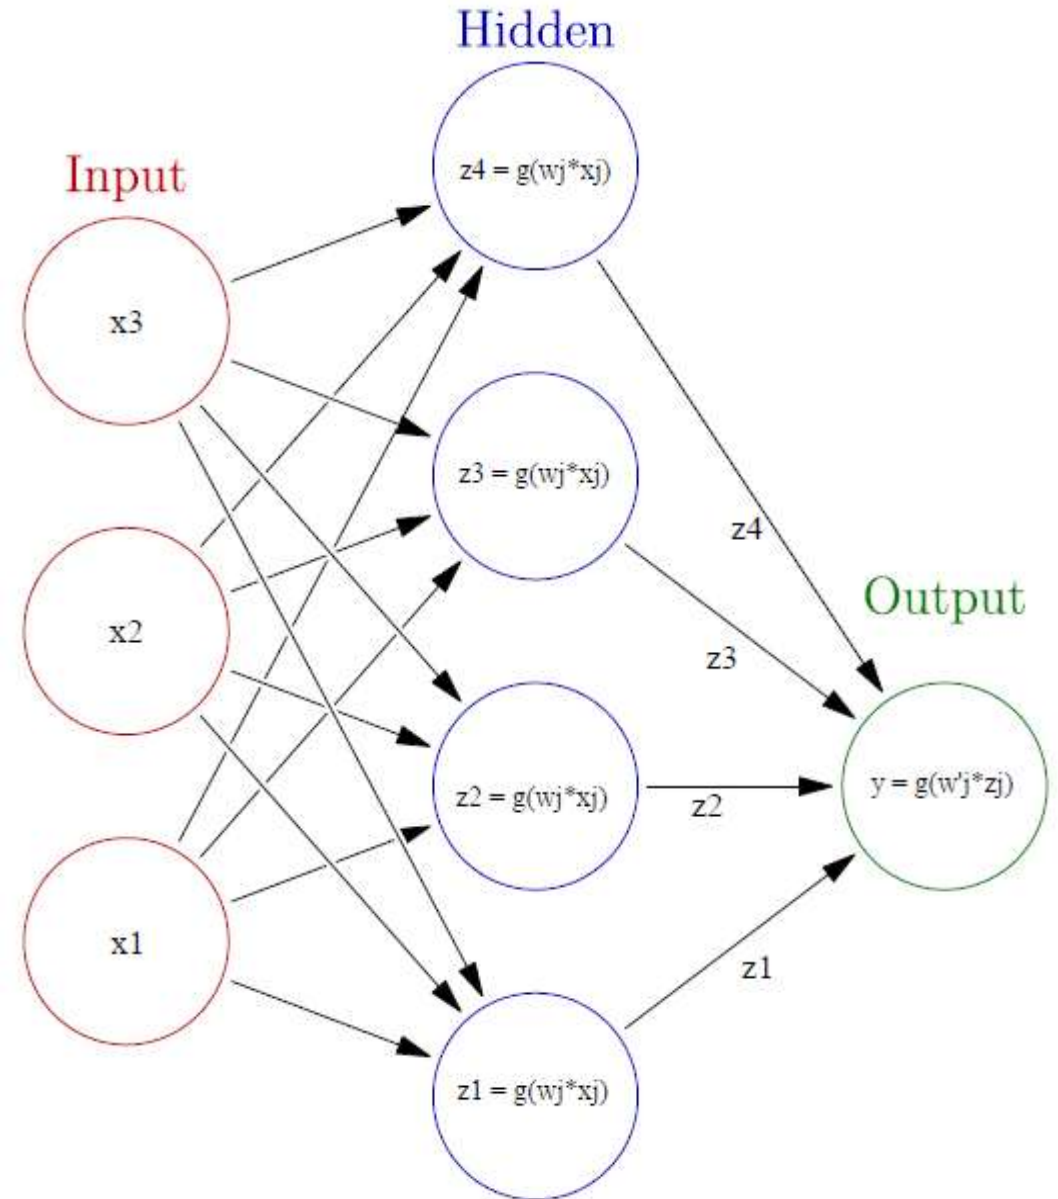 Hidden
z4 = g(wj*xj)
Input
x3
z3 = g(wj*xj)
z4
Output
x2
z3
y = g(w'j*zj)
z2 = g(wj*xj)
z2
x1
z1
z1 = g(wj*xj)